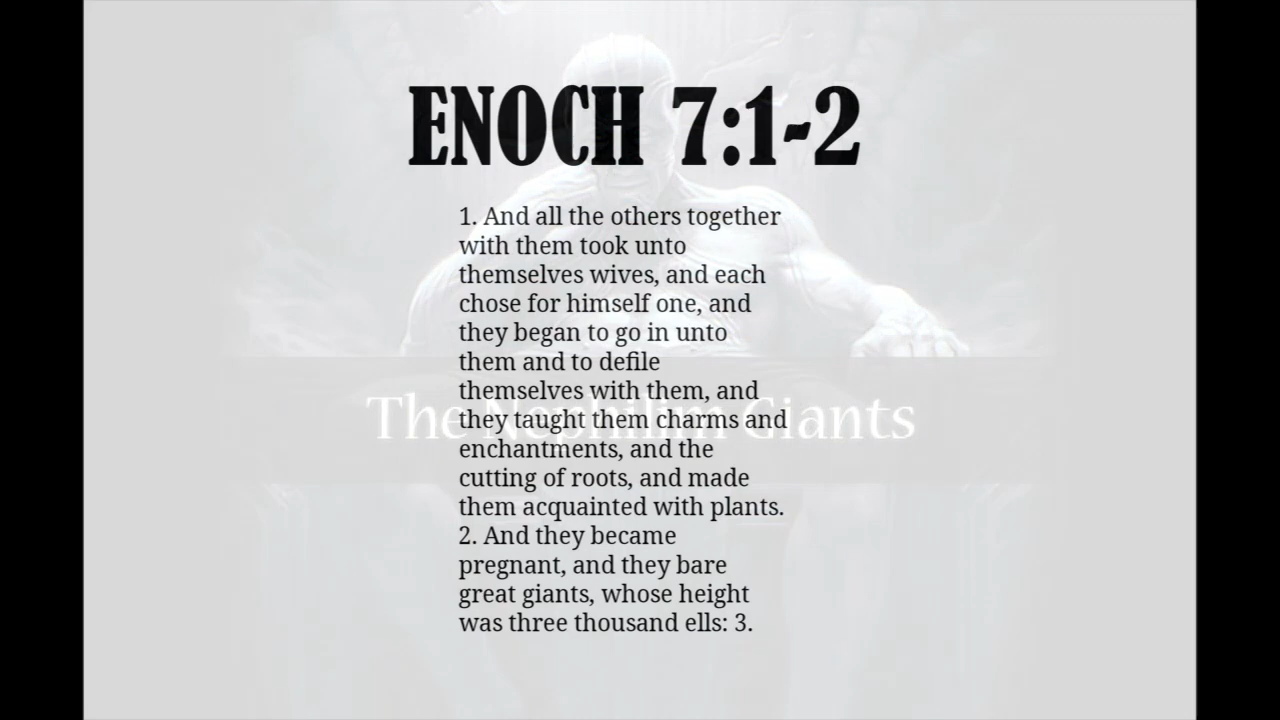 ENOCH 7:1-2
1. And all the others together
with them took unto
themselves wives, and each
chose for himself one, and
they began to go in unto
them and to defile
themselves with them, and
The Nephilim Giants
they taught them charms and
enchantments, and the
cutting of roots, and made
them acquainted with plants.
2. And they became
pregnant, and they bare
great giants, whose height
was three thousand ells: 3.